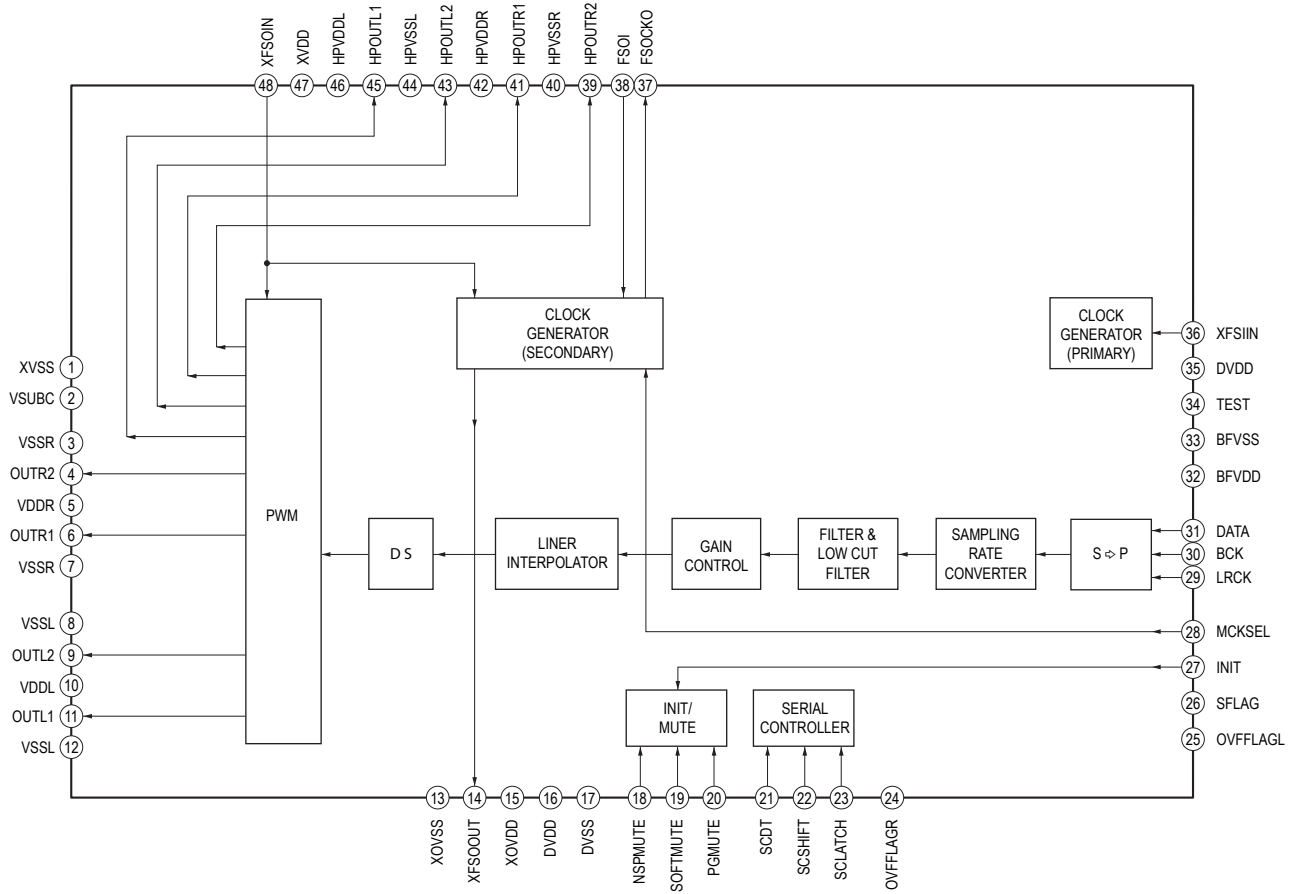 XFSOIN
XVDD
HPVDDL
HPOUTL1
HPVSSL
HPOUTL2
HPVDDR
HPOUTR1
HPVSSR
HPOUTR2
FSOI
FSOCKO
48 47 46 45 44 43 42 41 40 39 38 37
CLOCK
GENERATOR
(SECONDARY)
CLOCK
GENERATOR
(PRIMARY)
36 XFSIIN
35 DVDD
34 TEST
33 BFVSS
32 BFVDD
31 DATA
30 BCK
29 LRCK
28 MCKSEL
27 INIT
26 SFLAG
25 OVFFLAGL
XVSS 1
VSUBC 2
VSSR 3
OUTR2 4
VDDR 5
OUTR1 6
VSSR 7
VSSL 8
OUTL2 9
VDDL 10
OUTL1 11
VSSL 12
PWM
D S
LINER
INTERPOLATOR
GAIN
CONTROL
FILTER &
LOW CUT
FILTER
SAMPLING
RATE
CONVERTER
S ⇨ P
INIT/
MUTE
SERIAL
CONTROLLER
13 14 15 16 17 18 19 20 21 22 23 24
XOVSS
XFSOOUT
XOVDD
DVDD
DVSS
NSPMUTE
SOFTMUTE
PGMUTE
SCDT
SCSHIFT
SCLATCH
OVFFLAGR